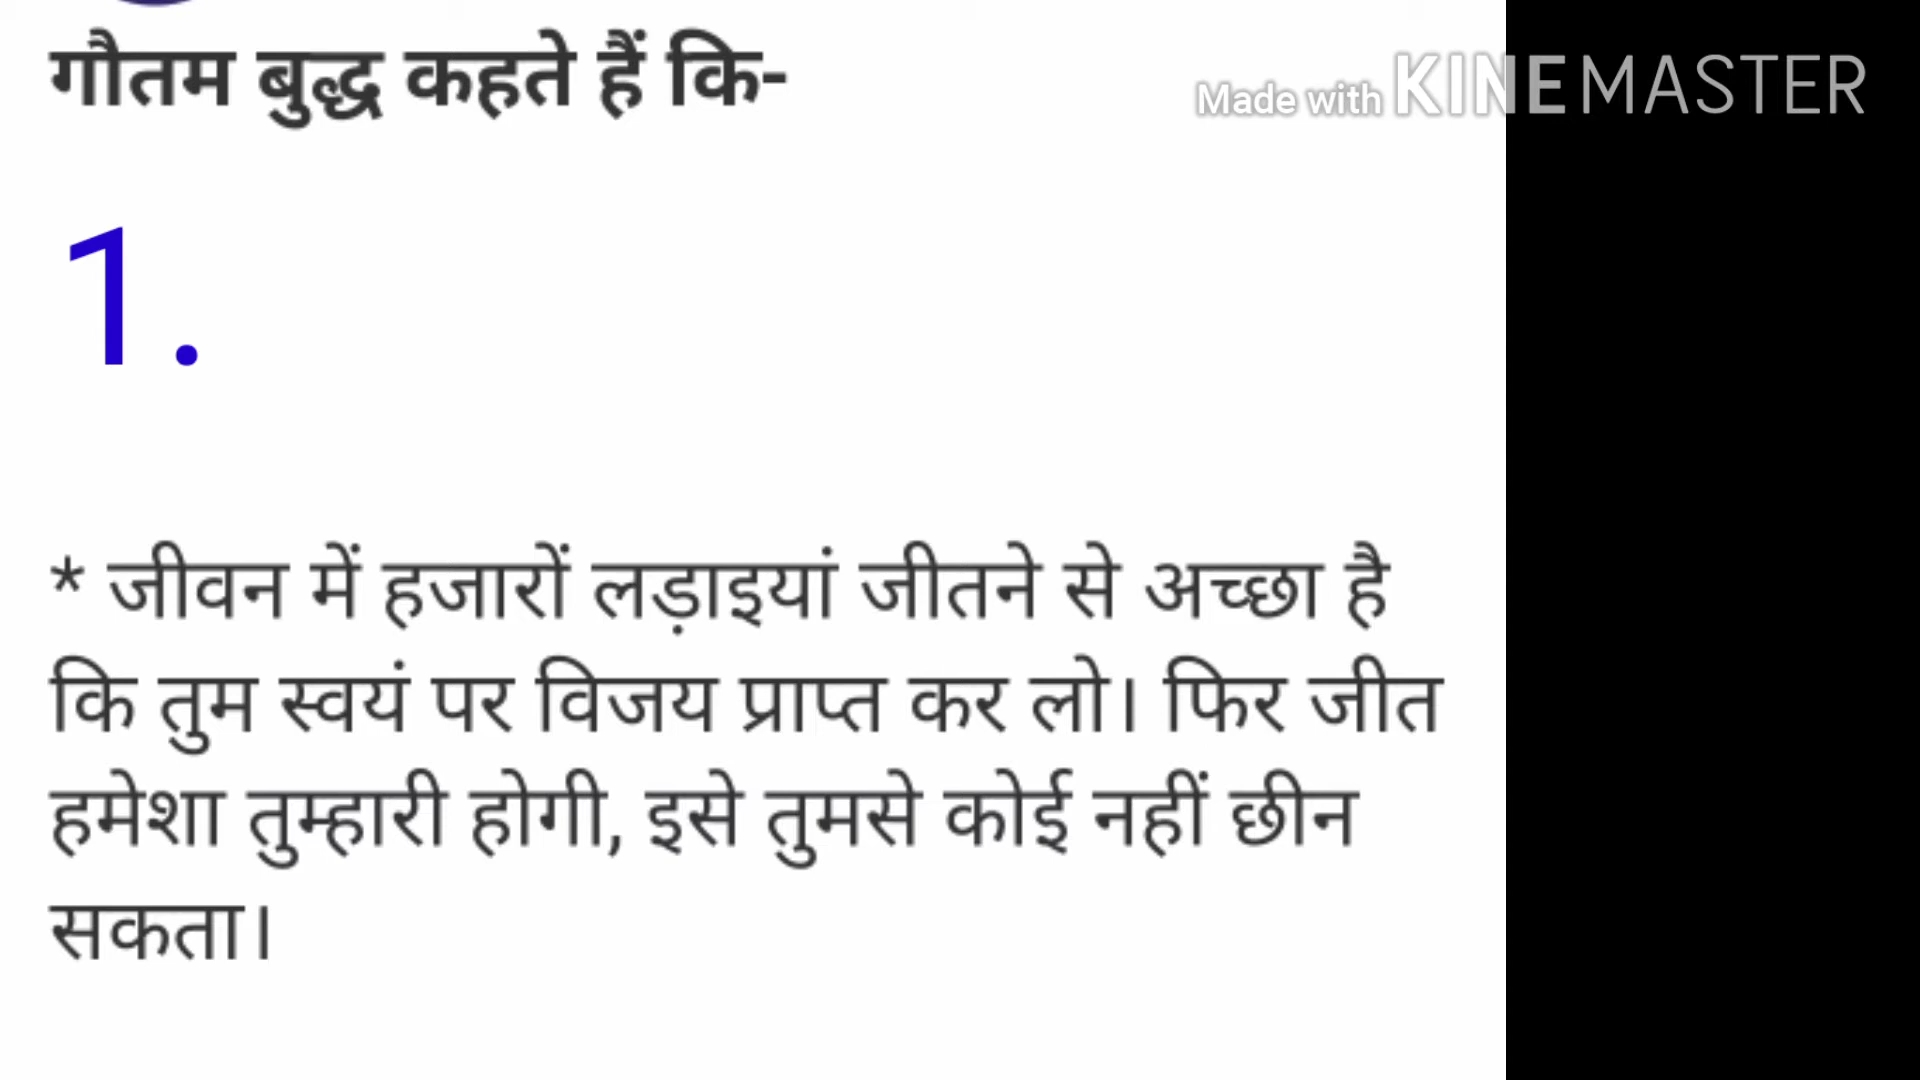 गौतम बुद्ध कहते हैं कि-
Made with KINEMASTER
1.
* जीवन में हजारों लड़ाइयां जीतने से अच्छा है
कि तुम स्वयं पर विजय प्राप्त कर लो। फिर जीत
हमेशा तुम्हारी होगी, इसे तुमसे कोई नहीं छीन
सकता।